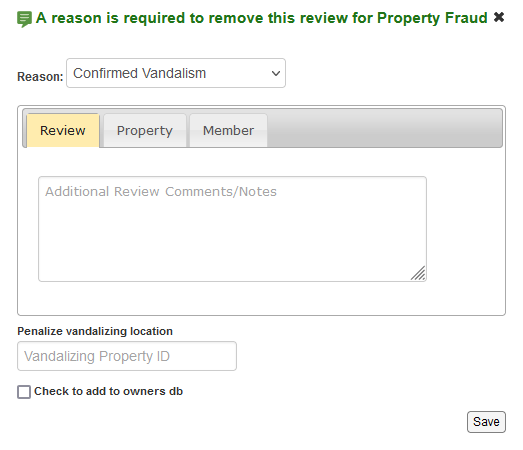 A reason is required to remove this review for Property Fraud ✖
Reason: Confirmed Vandalism
Review Property Member
Additional Review Comments/Notes
Penalize vandalizing location
Vandalizing Property ID
Check to add to owners db
Save